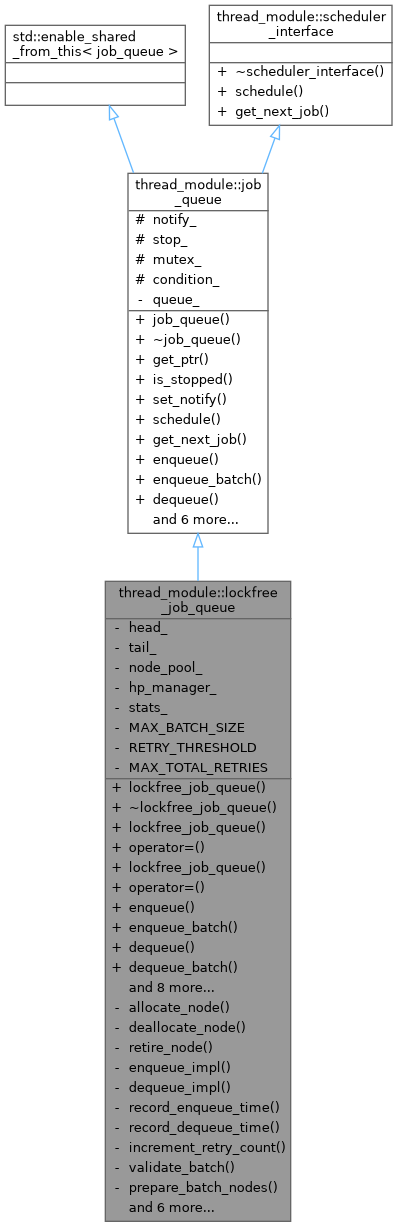 std::enable_shared
_from_this< job_queue >
thread_module::scheduler
_interface
+ ~scheduler_interface()
+ schedule()
+ get_next_job()
thread_module::job
_queue
# notify_
# stop_
# mutex_
# condition_
- queue_
+ job_queue()
+ ~job_queue()
+ get_ptr()
+ is_stopped()
+ set_notify()
+ schedule()
+ get_next_job()
+ enqueue()
+ enqueue_batch()
+ dequeue()
and 6 more...
thread_module::lockfree
_job_queue
- head_
- tail_
- node_pool_
- hp_manager_
- stats_
- MAX_BATCH_SIZE
- RETRY_THRESHOLD
- MAX_TOTAL_RETRIES
+ lockfree_job_queue()
+ ~lockfree_job_queue()
+ lockfree_job_queue()
+ operator=()
+ lockfree_job_queue()
+ operator=()
+ enqueue()
+ enqueue_batch()
+ dequeue()
+ dequeue_batch()
and 8 more...
- allocate_node()
- deallocate_node()
- retire_node()
- enqueue_impl()
- dequeue_impl()
- record_enqueue_time()
- record_dequeue_time()
- increment_retry_count()
- validate_batch()
- prepare_batch_nodes()
and 6 more...